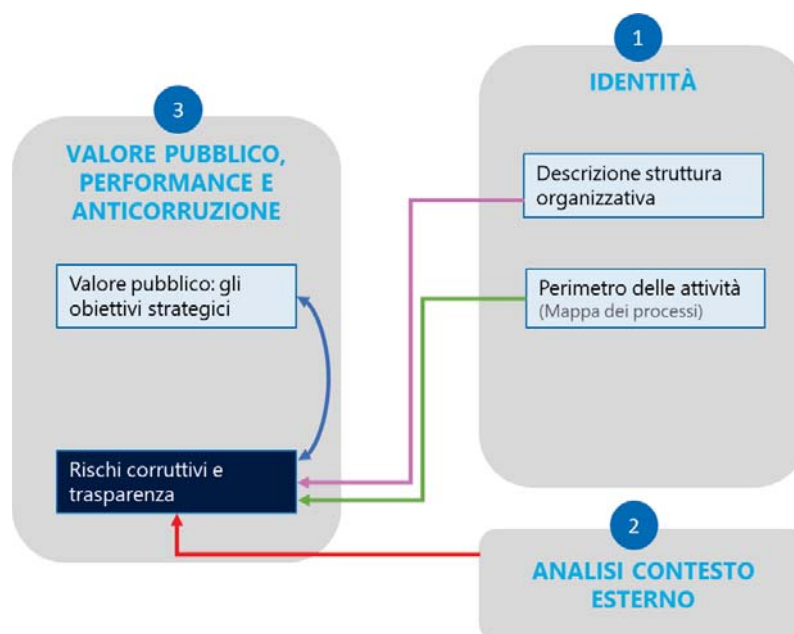 1
IDENTITÀ
Descrizione struttura
organizzativa
Perimetro delle attività
(Mappa dei processi)
2
ANALISI CONTESTO
ESTERNO
3
VALORE PUBBLICO,
PERFORMANCE E
ANTICORRUZIONE
Valore pubblico: gli
obiettivi strategici
Rischi corruttivi e
trasparenza